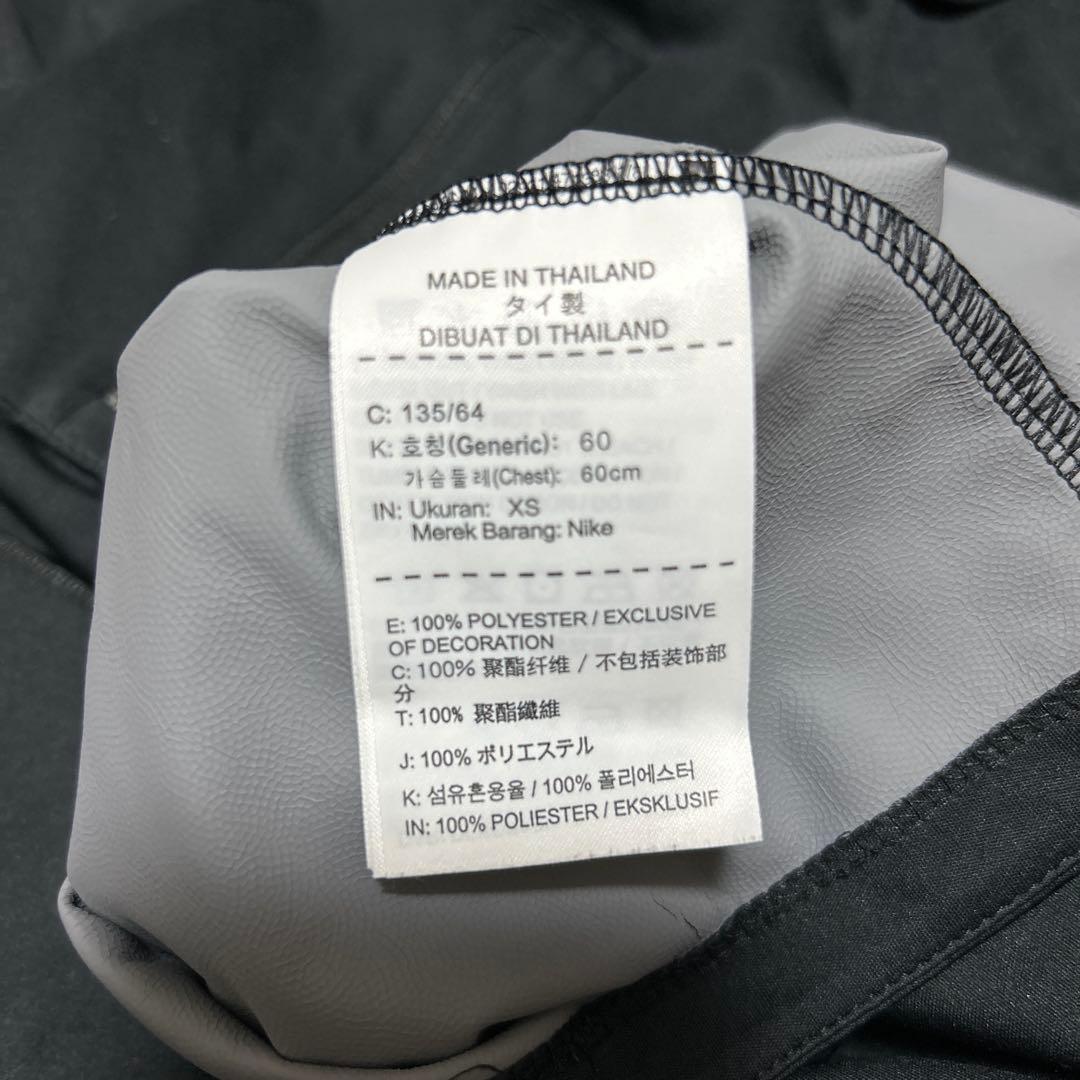 MADE IN THAILAND
タイ製
DIBUAT DI THAILAND
C: 135/64
K: 호칭(Generic): 60
가슴둘레(Chest): 60cm
IN: Ukuran: XS
Merek Barang: Nike
E: 100% POLYESTER / EXCLUSIVE
OF DECORATION
C: 100% 聚酯纤维 / 不包括装饰部
分
T: 100% 聚酯纖維
J: 100% ポリエステル
K: 섬유혼용율 / 100% 폴리에스터
IN: 100% POLIESTER / EKSKLUSIF